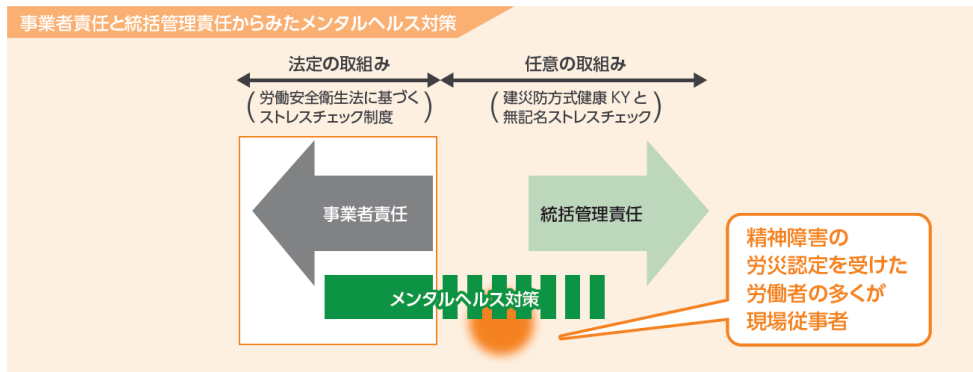 事業者責任と統括管理責任からみたメンタルヘルス対策
法定の取組み
任意の取組み
(労働安全衛生法に基づく
ストレスチェック制度)
(建災防方式健康 KY と
無記名ストレスチェック)
事業者責任
統括管理責任
メンタルヘルス対策
精神障害の
労災認定を受けた
労働者の多くが
現場従事者